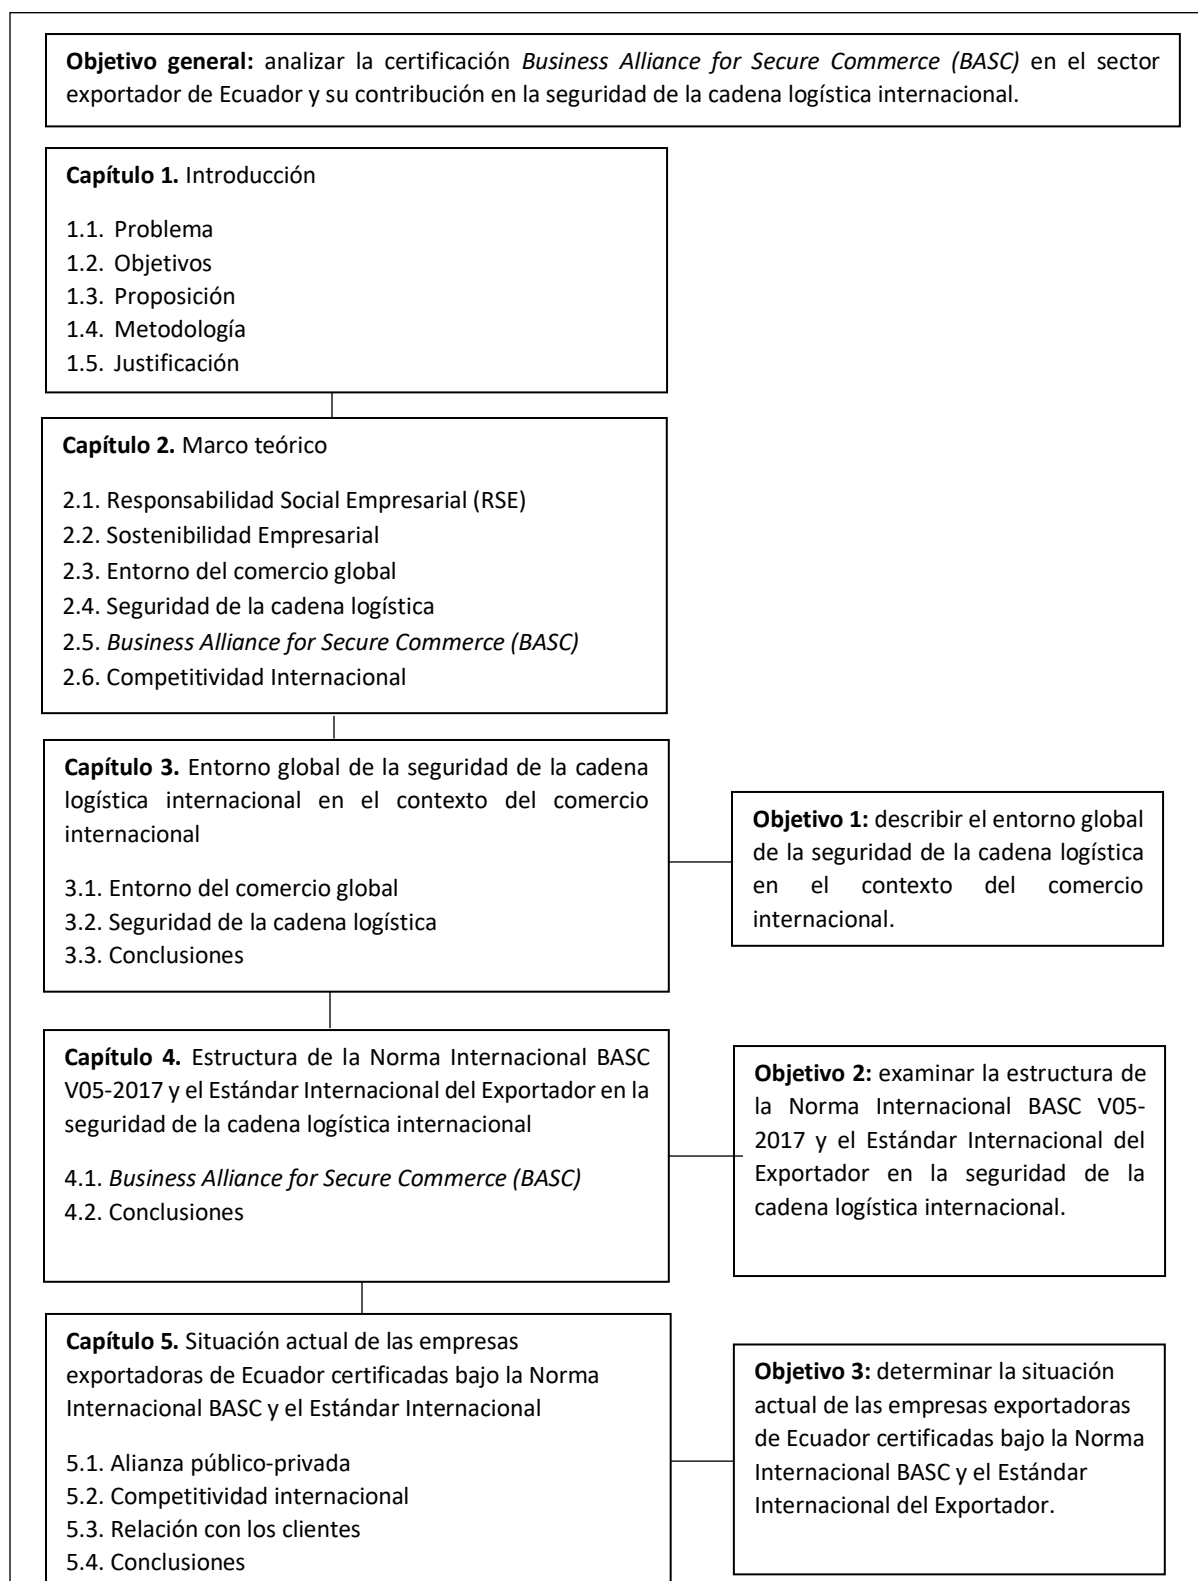 Objetivo general: analizar la certificación Business Alliance for Secure Commerce (BASC) en el sector
exportador de Ecuador y su contribución en la seguridad de la cadena logística internacional.
Capítulo 1. Introducción
1.1. Problema
1.2. Objetivos
1.3. Proposición
1.4. Metodología
1.5. Justificación
Capítulo 2. Marco teórico
2.1. Responsabilidad Social Empresarial (RSE)
2.2. Sostenibilidad Empresarial
2.3. Entorno del comercio global
2.4. Seguridad de la cadena logística
2.5. Business Alliance for Secure Commerce (BASC)
2.6. Competitividad Internacional
Capítulo 3. Entorno global de la seguridad de la cadena
logística internacional en el contexto del comercio
internacional
3.1. Entorno del comercio global
3.2. Seguridad de la cadena logística
3.3. Conclusiones
Objetivo 1: describir el entorno global
de la seguridad de la cadena logística
en el contexto del comercio
internacional.
Capítulo 4. Estructura de la Norma Internacional BASC
V05-2017 y el Estándar Internacional del Exportador en la
seguridad de la cadena logística internacional
4.1. Business Alliance for Secure Commerce (BASC)
4.2. Conclusiones
Objetivo 2: examinar la estructura de
la Norma Internacional BASC V05-
2017 y el Estándar Internacional del
Exportador en la seguridad de la
cadena logística internacional.
Capítulo 5. Situación actual de las empresas
exportadoras de Ecuador certificadas bajo la Norma
Internacional BASC y el Estándar Internacional
5.1. Alianza público-privada
5.2. Competitividad internacional
5.3. Relación con los clientes
5.4. Conclusiones
Objetivo 3: determinar la situación
actual de las empresas exportadoras
de Ecuador certificadas bajo la Norma
Internacional BASC y el Estándar
Internacional del Exportador.